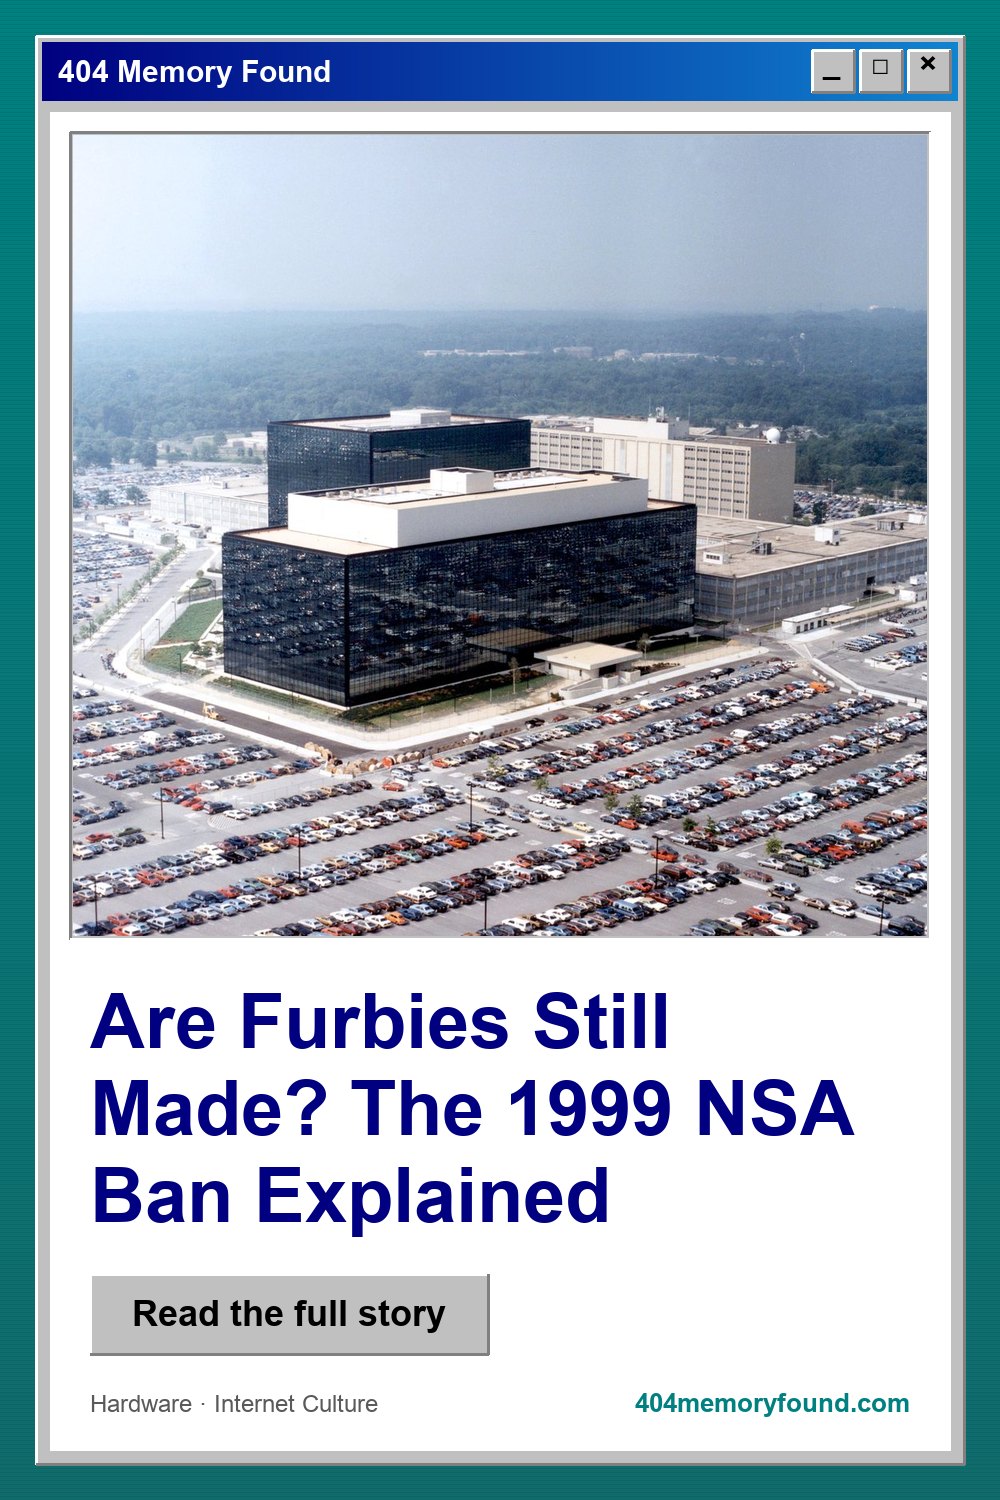 404 Memory Found
Are Furbies Still
Made? The 1999 NSA
Ban Explained
Read the full story
Hardware · Internet Culture
404memoryfound.com